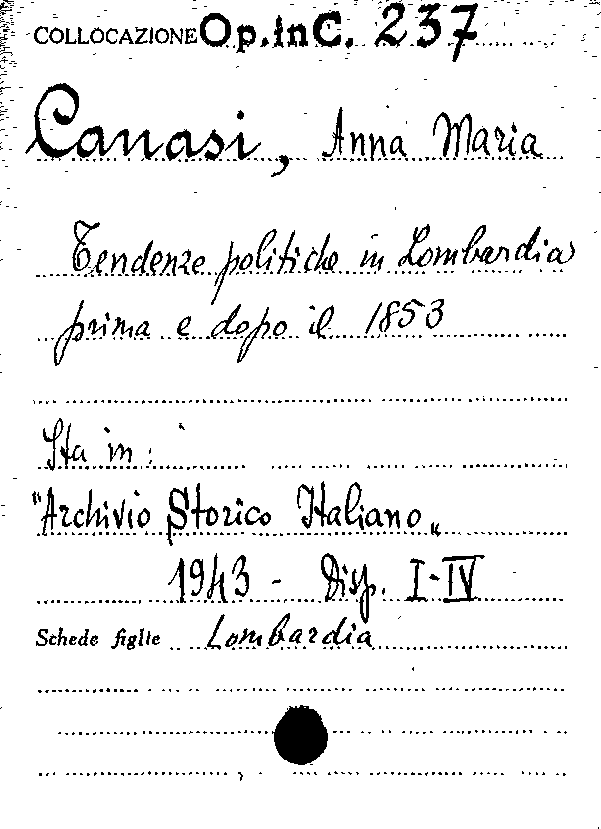 COLLOCAZIONE Op.inC. 237
Canasi, Anna Maria
Tendenze politiche in Lombardia
prima e dopo il 1853
Sta in:
"Archivio Storico Italiano„
1943 - Disp. I-IV
Schede figlie Lombardia